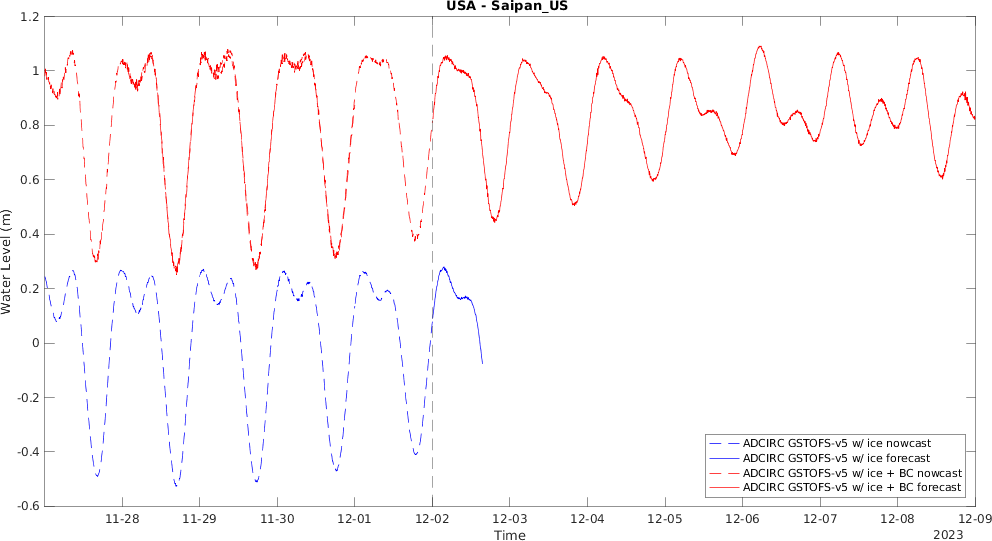 USA - Saipan_US
1.2
1
0.8
0.6
0.4
0.2
0
-0.2
-0.4
-0.6
Water Level (m)
ADCIRC GSTOFS-v5 w/ ice nowcast
ADCIRC GSTOFS-v5 w/ ice forecast
ADCIRC GSTOFS-v5 w/ ice + BC nowcast
ADCIRC GSTOFS-v5 w/ ice + BC forecast
11-28 11-29 11-30 12-01 12-02 12-03 12-04 12-05 12-06 12-07 12-08 12-09
Time
2023